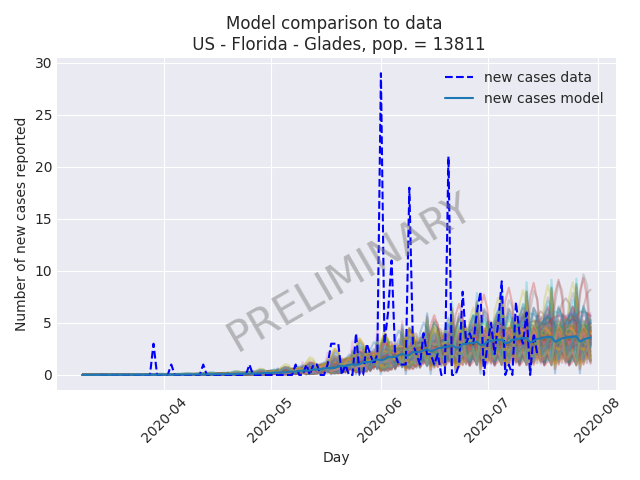 Model comparison to data
US - Florida - Glades, pop. = 13811
30
25
20
15
10
5
0
Number of new cases reported
new cases data
new cases model
PRELIMINARY
2020-04
2020-05
2020-06
2020-07
2020-08
Day